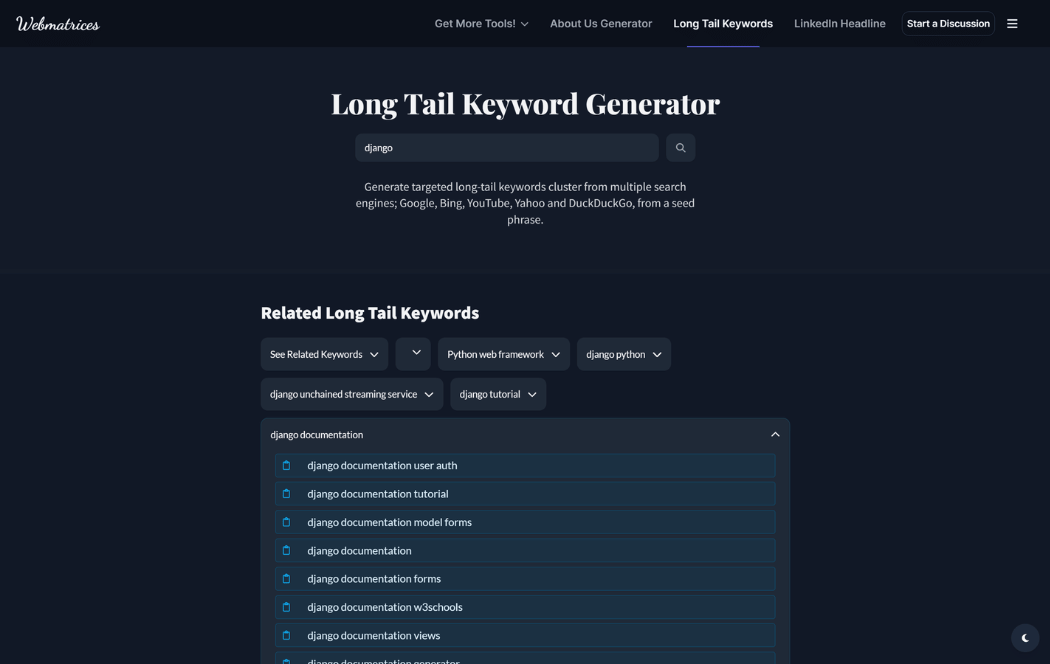 Webmatrices
Get More Tools!
About Us Generator
Long Tail Keywords
LinkedIn Headline
Start a Discussion
Long Tail Keyword Generator
django
Generate targeted long-tail keywords cluster from multiple search
engines; Google, Bing, YouTube, Yahoo and DuckDuckGo, from a seed
phrase.
Related Long Tail Keywords
See Related Keywords
Python web framework
django python
django unchained streaming service
django tutorial
django documentation
django documentation user auth
django documentation tutorial
django documentation model forms
django documentation
django documentation forms
django documentation w3schools
django documentation views
django documentation generator